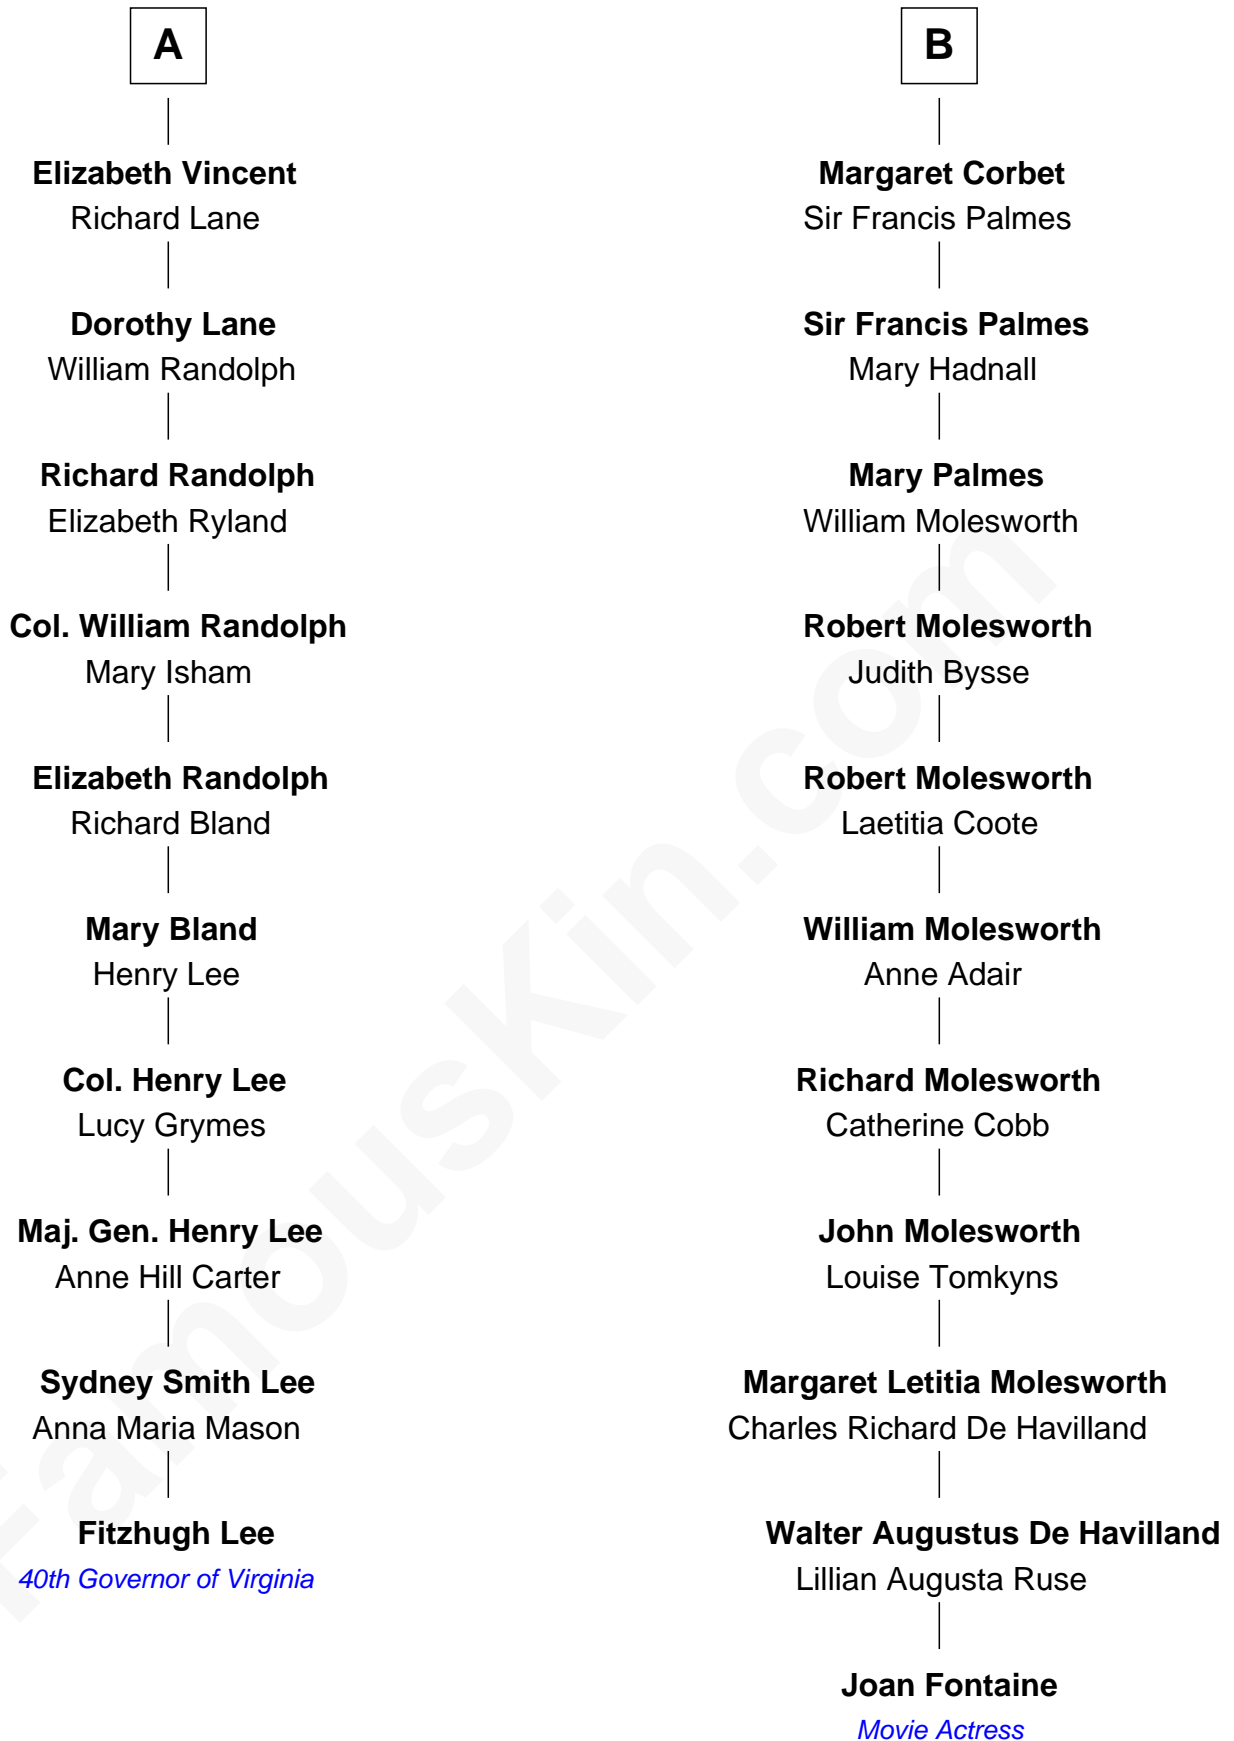 A
Elizabeth Vincent
Richard Lane
Dorothy Lane
William Randolph
Richard Randolph
Elizabeth Ryland
Col. William Randolph
Mary Isham
Elizabeth Randolph
Richard Bland
Mary Bland
Henry Lee
Col. Henry Lee
Lucy Grymes
Maj. Gen. Henry Lee
Anne Hill Carter
Sydney Smith Lee
Anna Maria Mason
Fitzhugh Lee
40th Governor of Virginia
B
Margaret Corbet
Sir Francis Palmes
Sir Francis Palmes
Mary Hadnall
Mary Palmes
William Molesworth
Robert Molesworth
Judith Bysse
Robert Molesworth
Laetitia Coote
William Molesworth
Anne Adair
Richard Molesworth
Catherine Cobb
John Molesworth
Louise Tomkyns
Margaret Letitia Molesworth
Charles Richard De Havilland
Walter Augustus De Havilland
Lillian Augusta Ruse
Joan Fontaine
Movie Actress
FamousKin.com